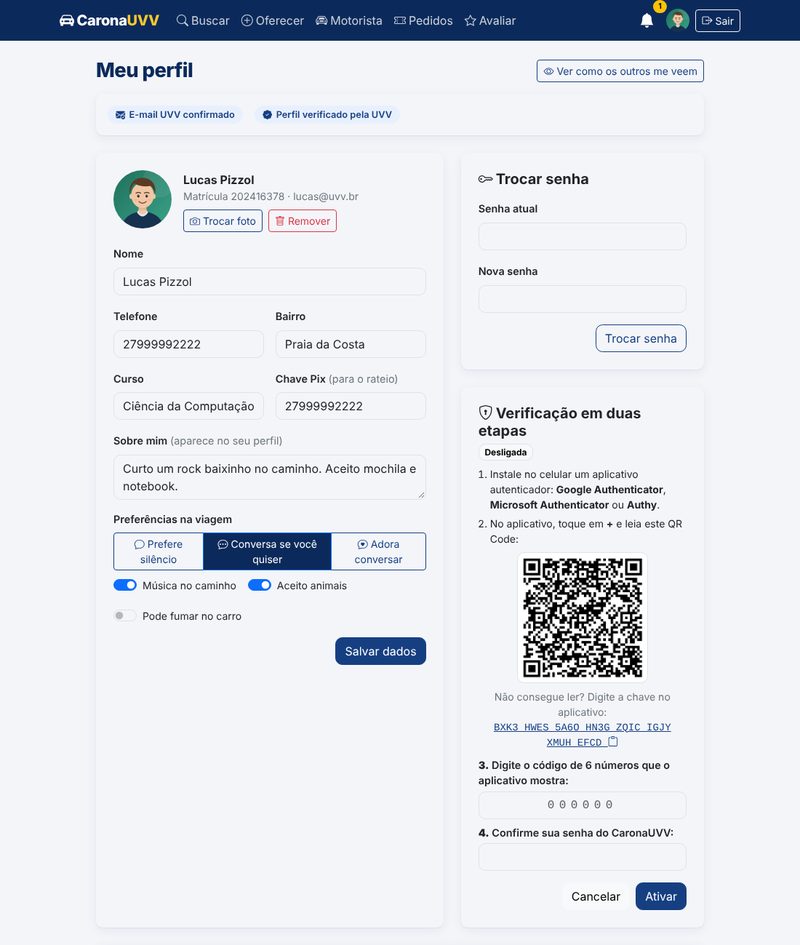 CaronaUVV
Buscar
Oferecer
Motorista
Pedidos
Avaliar
1
Sair
Meu perfil
Ver como os outros me veem
E-mail UVV confirmado
Perfil verificado pela UVV
Lucas Pizzol
Matrícula 202416378 · lucas@uvv.br
Trocar foto
Remover
Nome
Lucas Pizzol
Telefone
Bairro
27999992222
Praia da Costa
Curso
Chave Pix (para o rateio)
Ciência da Computação
27999992222
Sobre mim (aparece no seu perfil)
Curto um rock baixinho no caminho. Aceito mochila e
notebook.
Preferências na viagem
Prefere
silêncio
Conversa se você
quiser
Adora
conversar
Música no caminho
Aceito animais
Pode fumar no carro
Salvar dados
Trocar senha
Senha atual
Nova senha
Trocar senha
Verificação em duas
etapas
Desligada
1. Instale no celular um aplicativo
autenticador: Google Authenticator,
Microsoft Authenticator ou Authy.
2. No aplicativo, toque em + e leia este QR
Code:
Não consegue ler? Digite a chave no
aplicativo:
BXK3 HWES 5A6O HN3G ZQIC IGJY
XMUH EFCD
3. Digite o código de 6 números que o
aplicativo mostra:
000000
4. Confirme sua senha do CaronaUVV:
Cancelar
Ativar